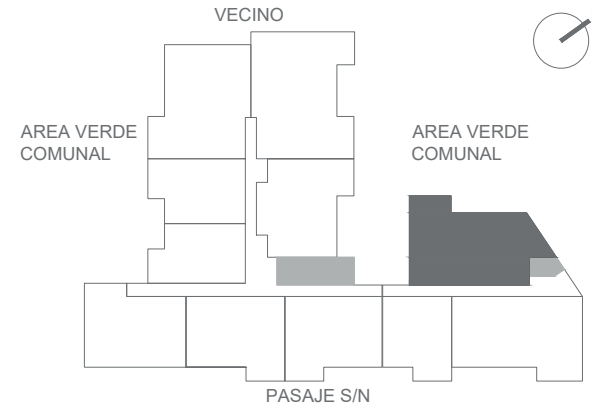 VECINO
AREA VERDE
COMUNAL
AREA VERDE
COMUNAL
PASAJE S/N